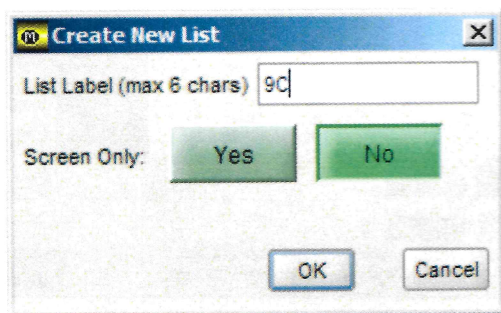 M Create New List X
List Label (max 6 chars) 9C
Screen Only: Yes No
OK Cancel